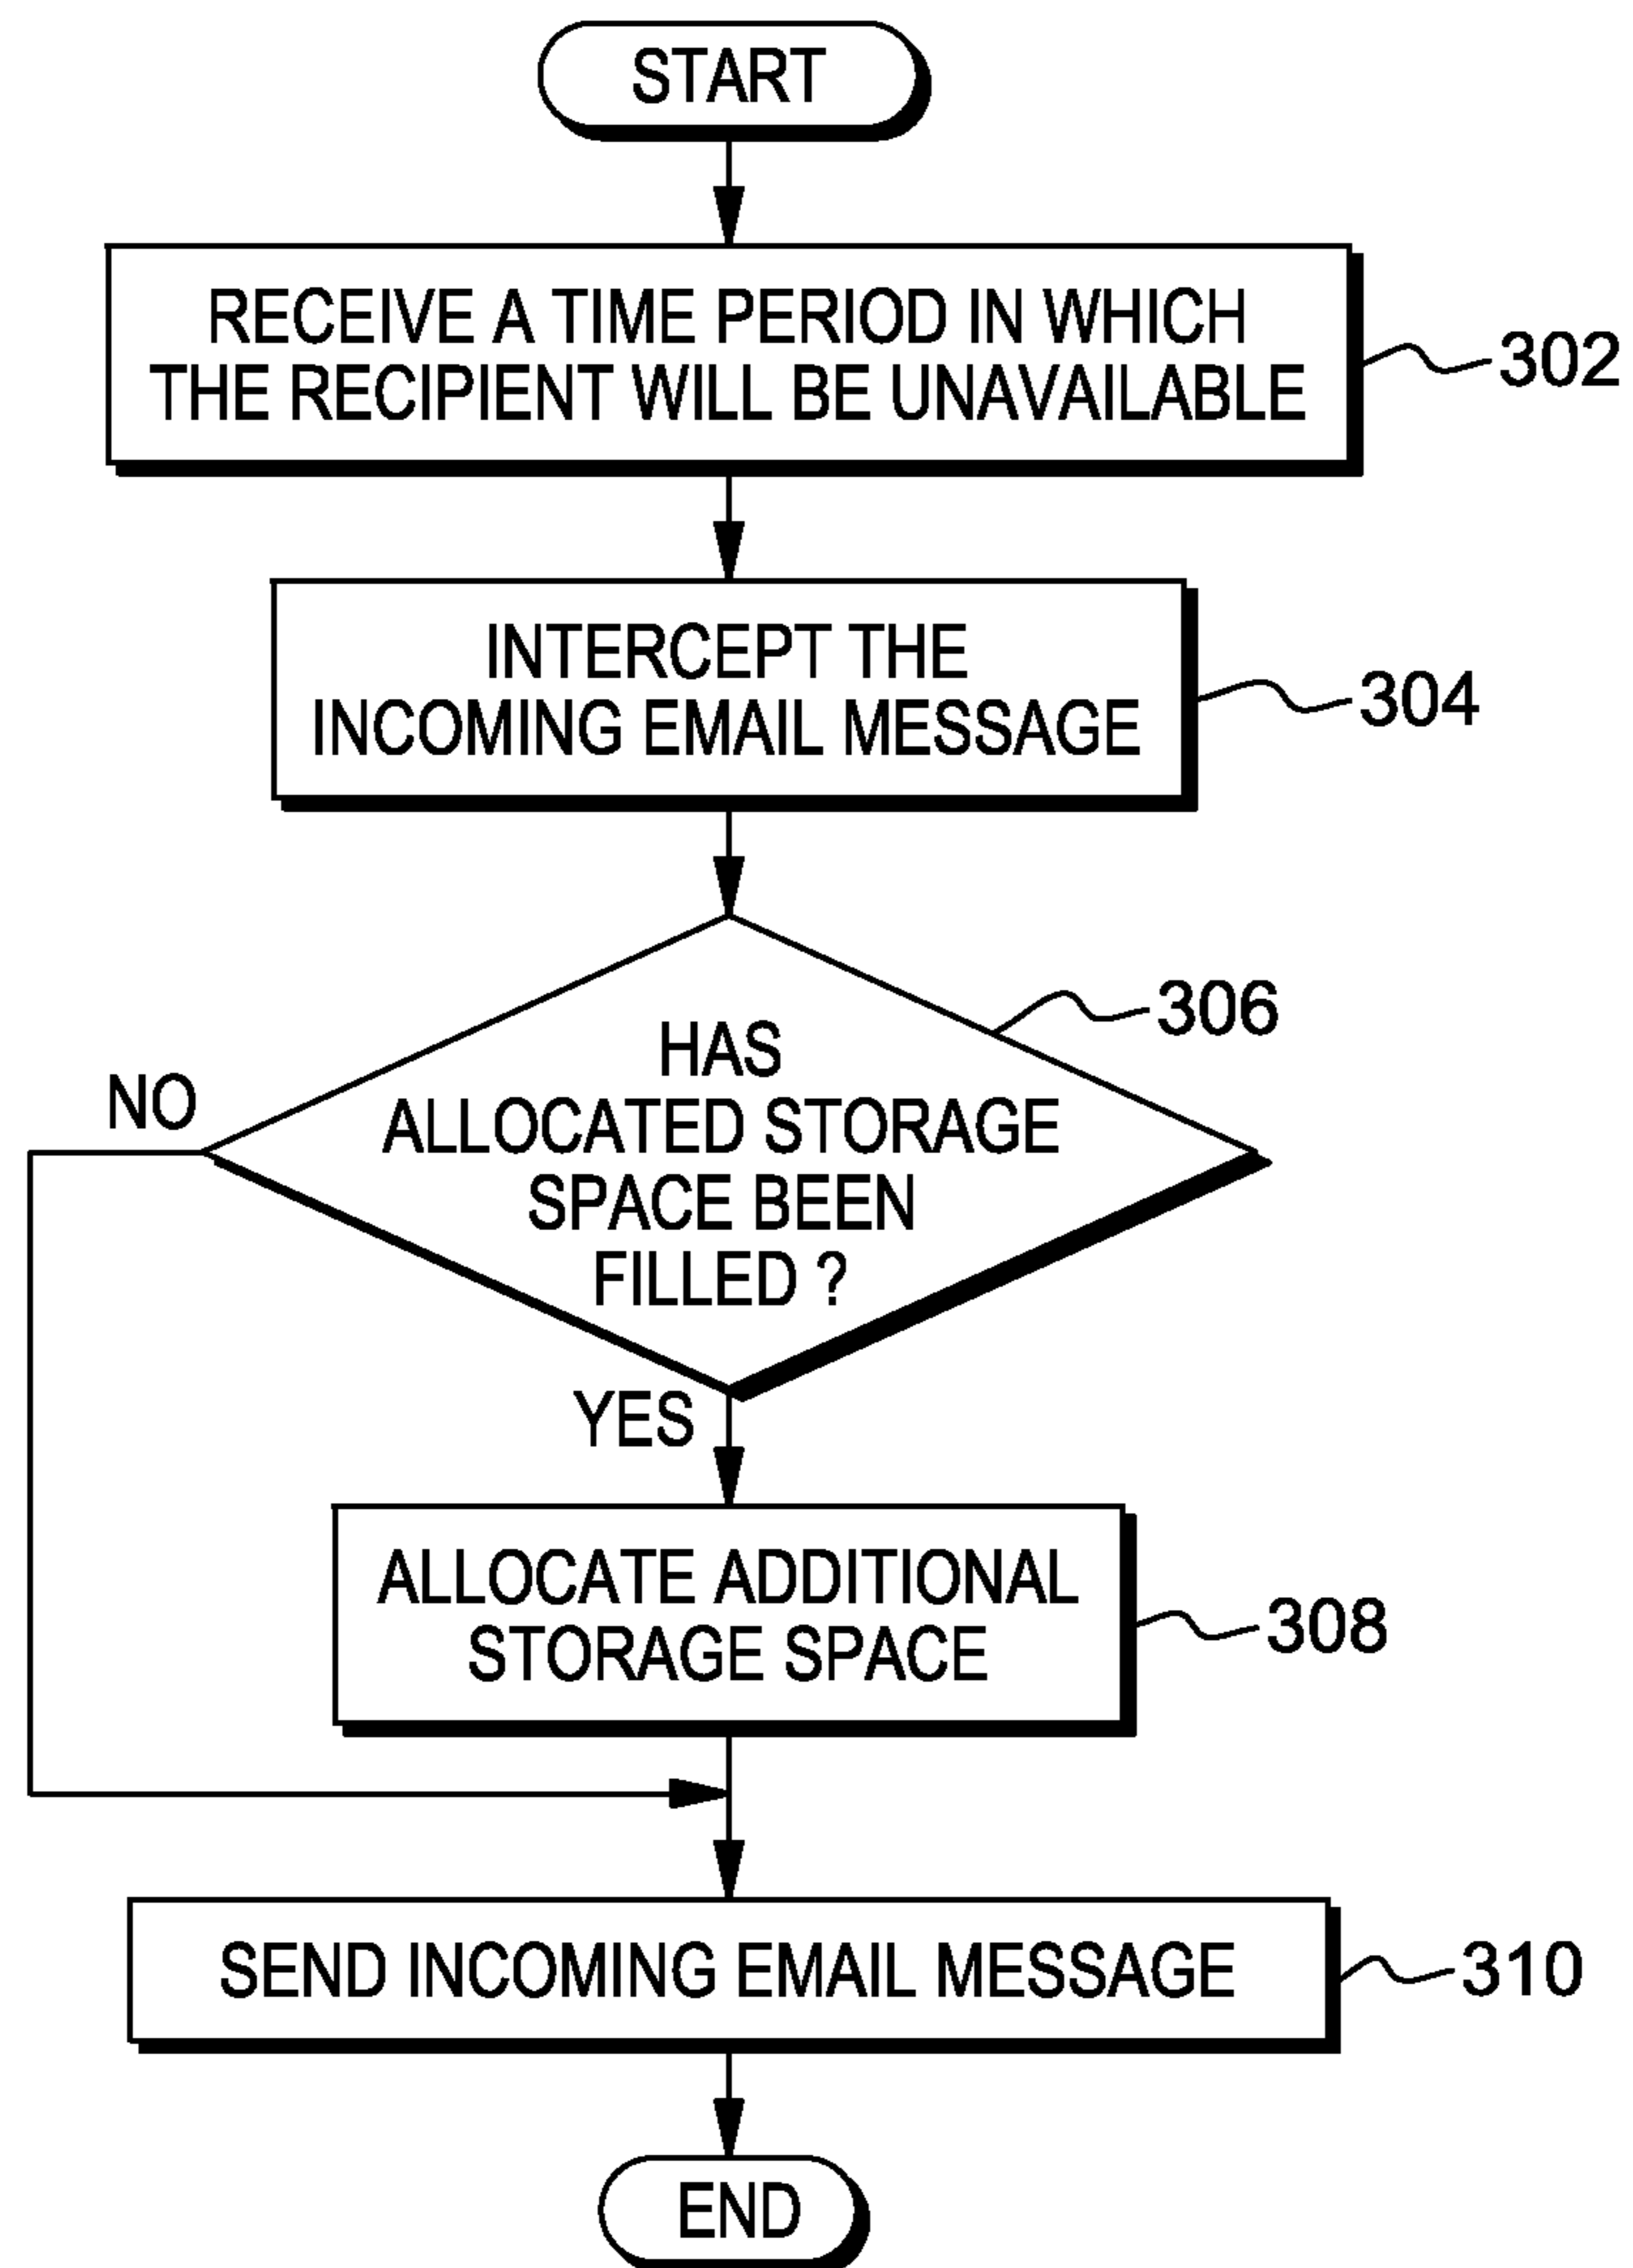 START
RECEIVE A TIME PERIOD IN WHICH
THE RECIPIENT WILL BE UNAVAILABLE
302
INTERCEPT THE
INCOMING EMAIL MESSAGE
304
306
HAS
ALLOCATED STORAGE
SPACE BEEN
FILLED ?
NO
YES
ALLOCATE ADDITIONAL
STORAGE SPACE
308
SEND INCOMING EMAIL MESSAGE
310
END